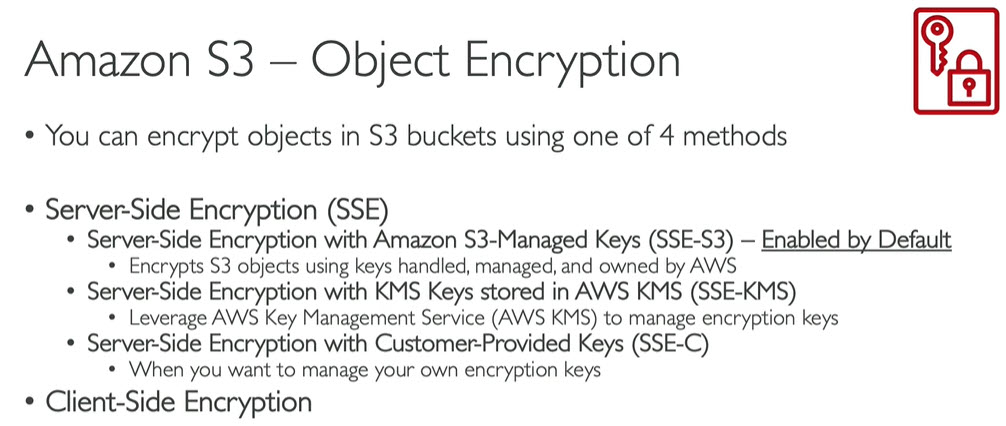 Amazon S3 – Object Encryption
• You can encrypt objects in S3 buckets using one of 4 methods
• Server-Side Encryption (SSE)
• Server-Side Encryption with Amazon S3-Managed Keys (SSE-S3) – Enabled by Default
• Encrypts S3 objects using keys handled, managed, and owned by AWS
• Server-Side Encryption with KMS Keys stored in AWS KMS (SSE-KMS)
• Leverage AWS Key Management Service (AWS KMS) to manage encryption keys
• Server-Side Encryption with Customer-Provided Keys (SSE-C)
• When you want to manage your own encryption keys
• Client-Side Encryption